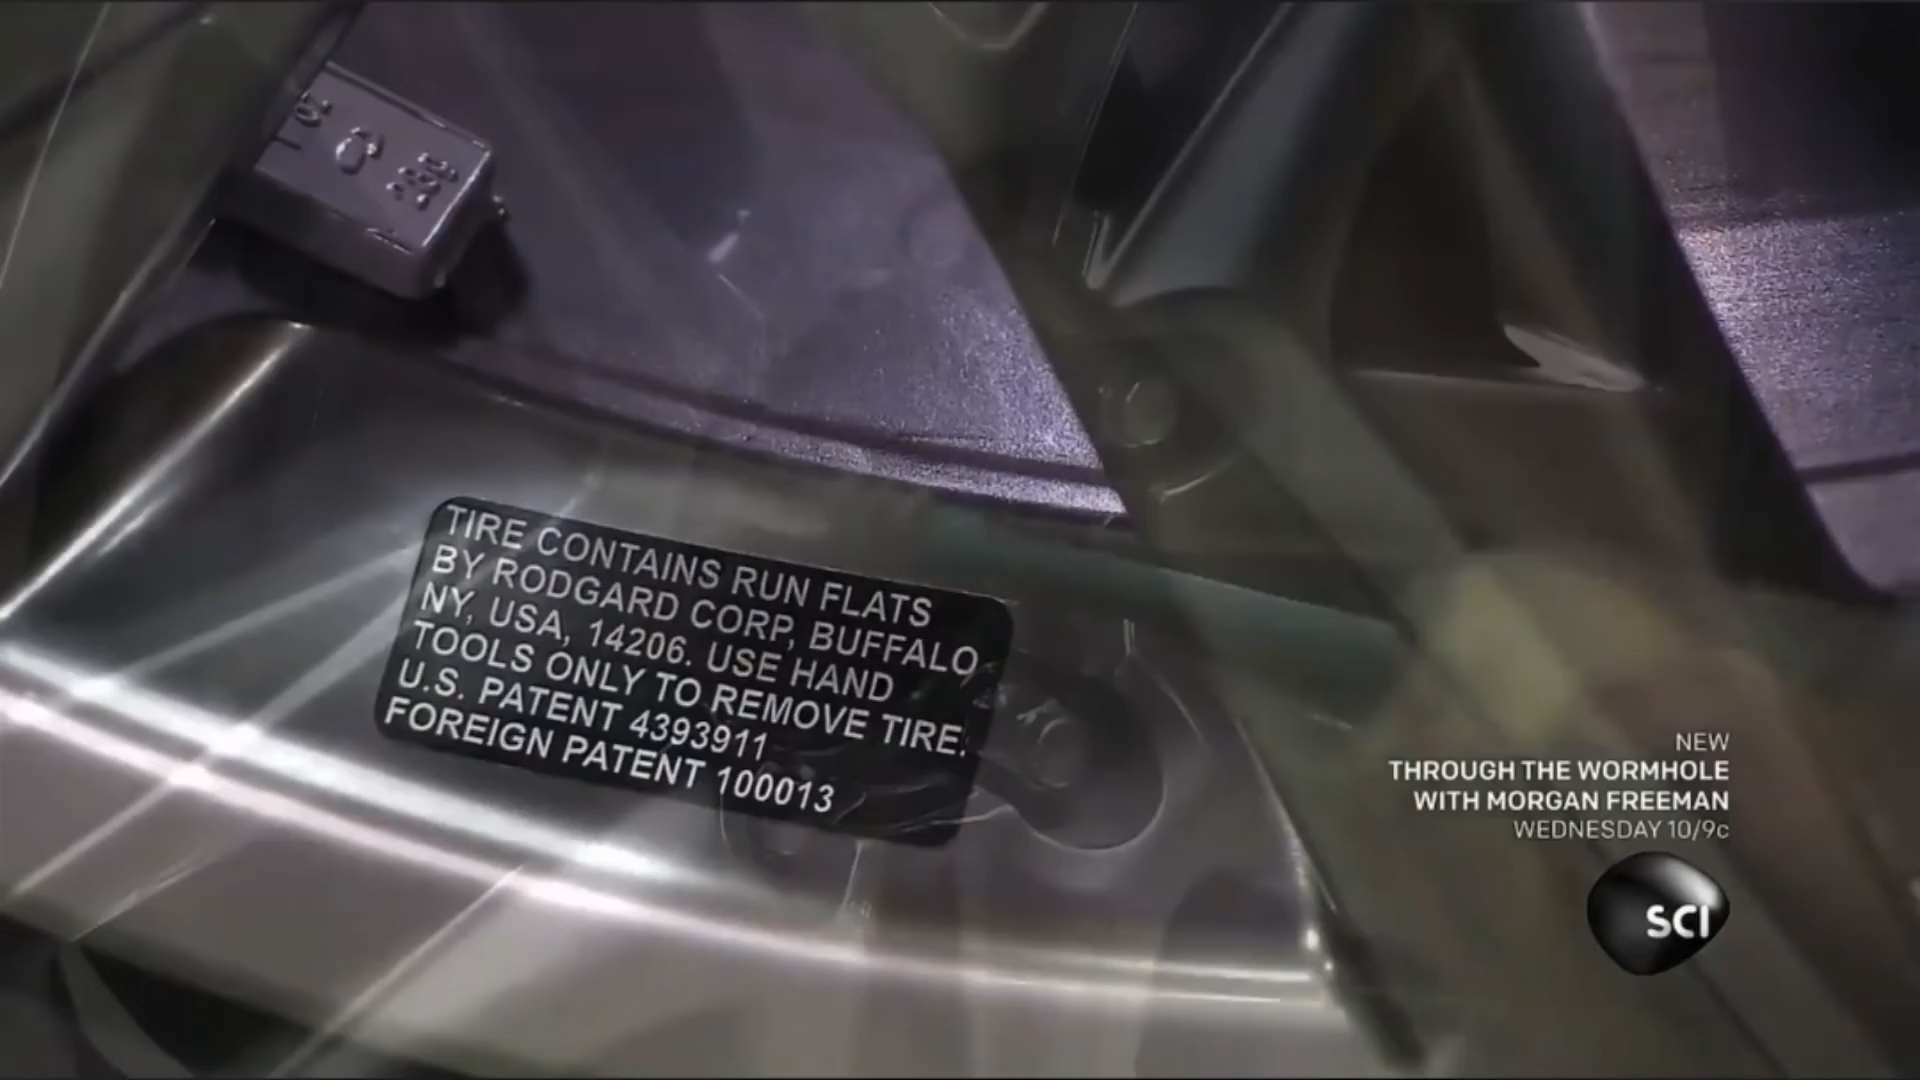 TIRE CONTAINS RUN FLATS
BY RODGARD CORP, BUFFALO
NY, USA, 14206. USE HAND
TOOLS ONLY TO REMOVE TIRE.
U.S. PATENT 4393911
FOREIGN PATENT 100013
NEW
THROUGH THE WORMHOLE
WITH MORGAN FREEMAN
WEDNESDAY 10/9c
SCI